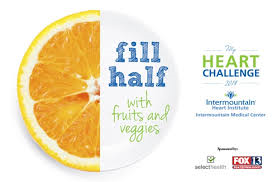 fill
half
with
fruits and
veggies
My
HEART
CHALLENGE
2014
Intermountain
Heart Institute
Intermountain Medical Center
Sponsored by:
selecthealth
FOX 13